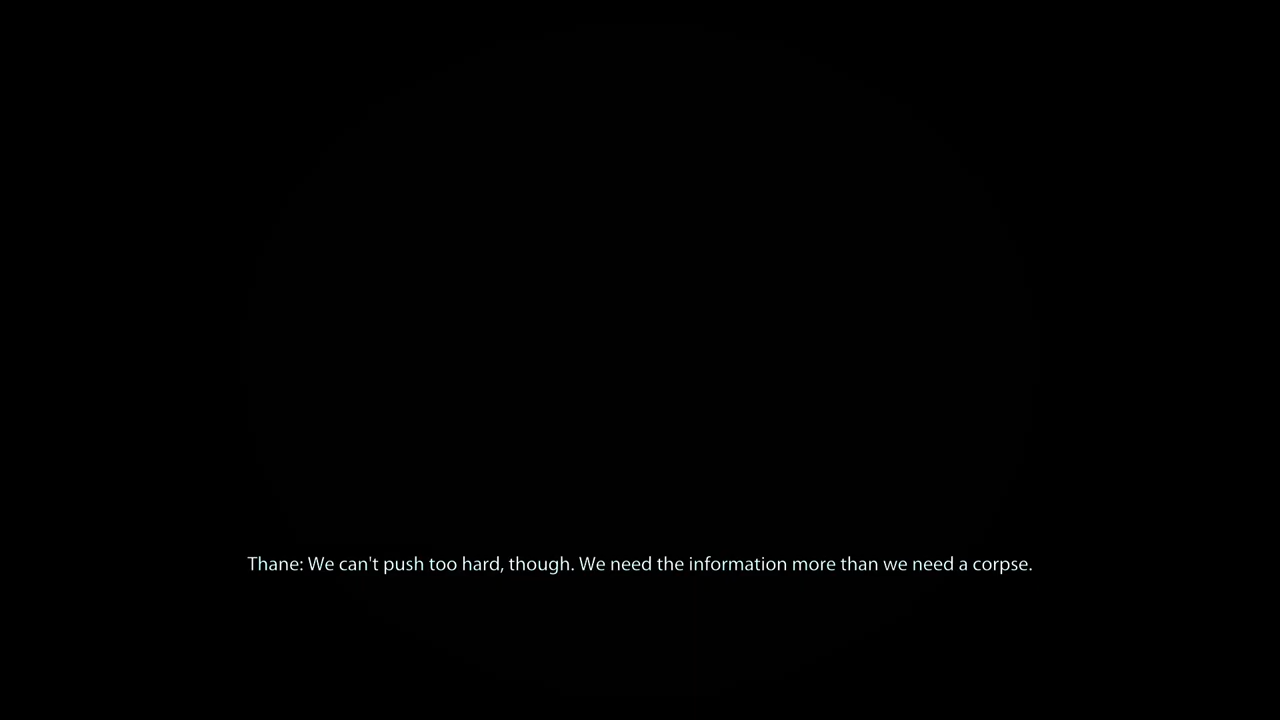 Thane: We can't push too hard, though. We need the information more than we need a corpse.